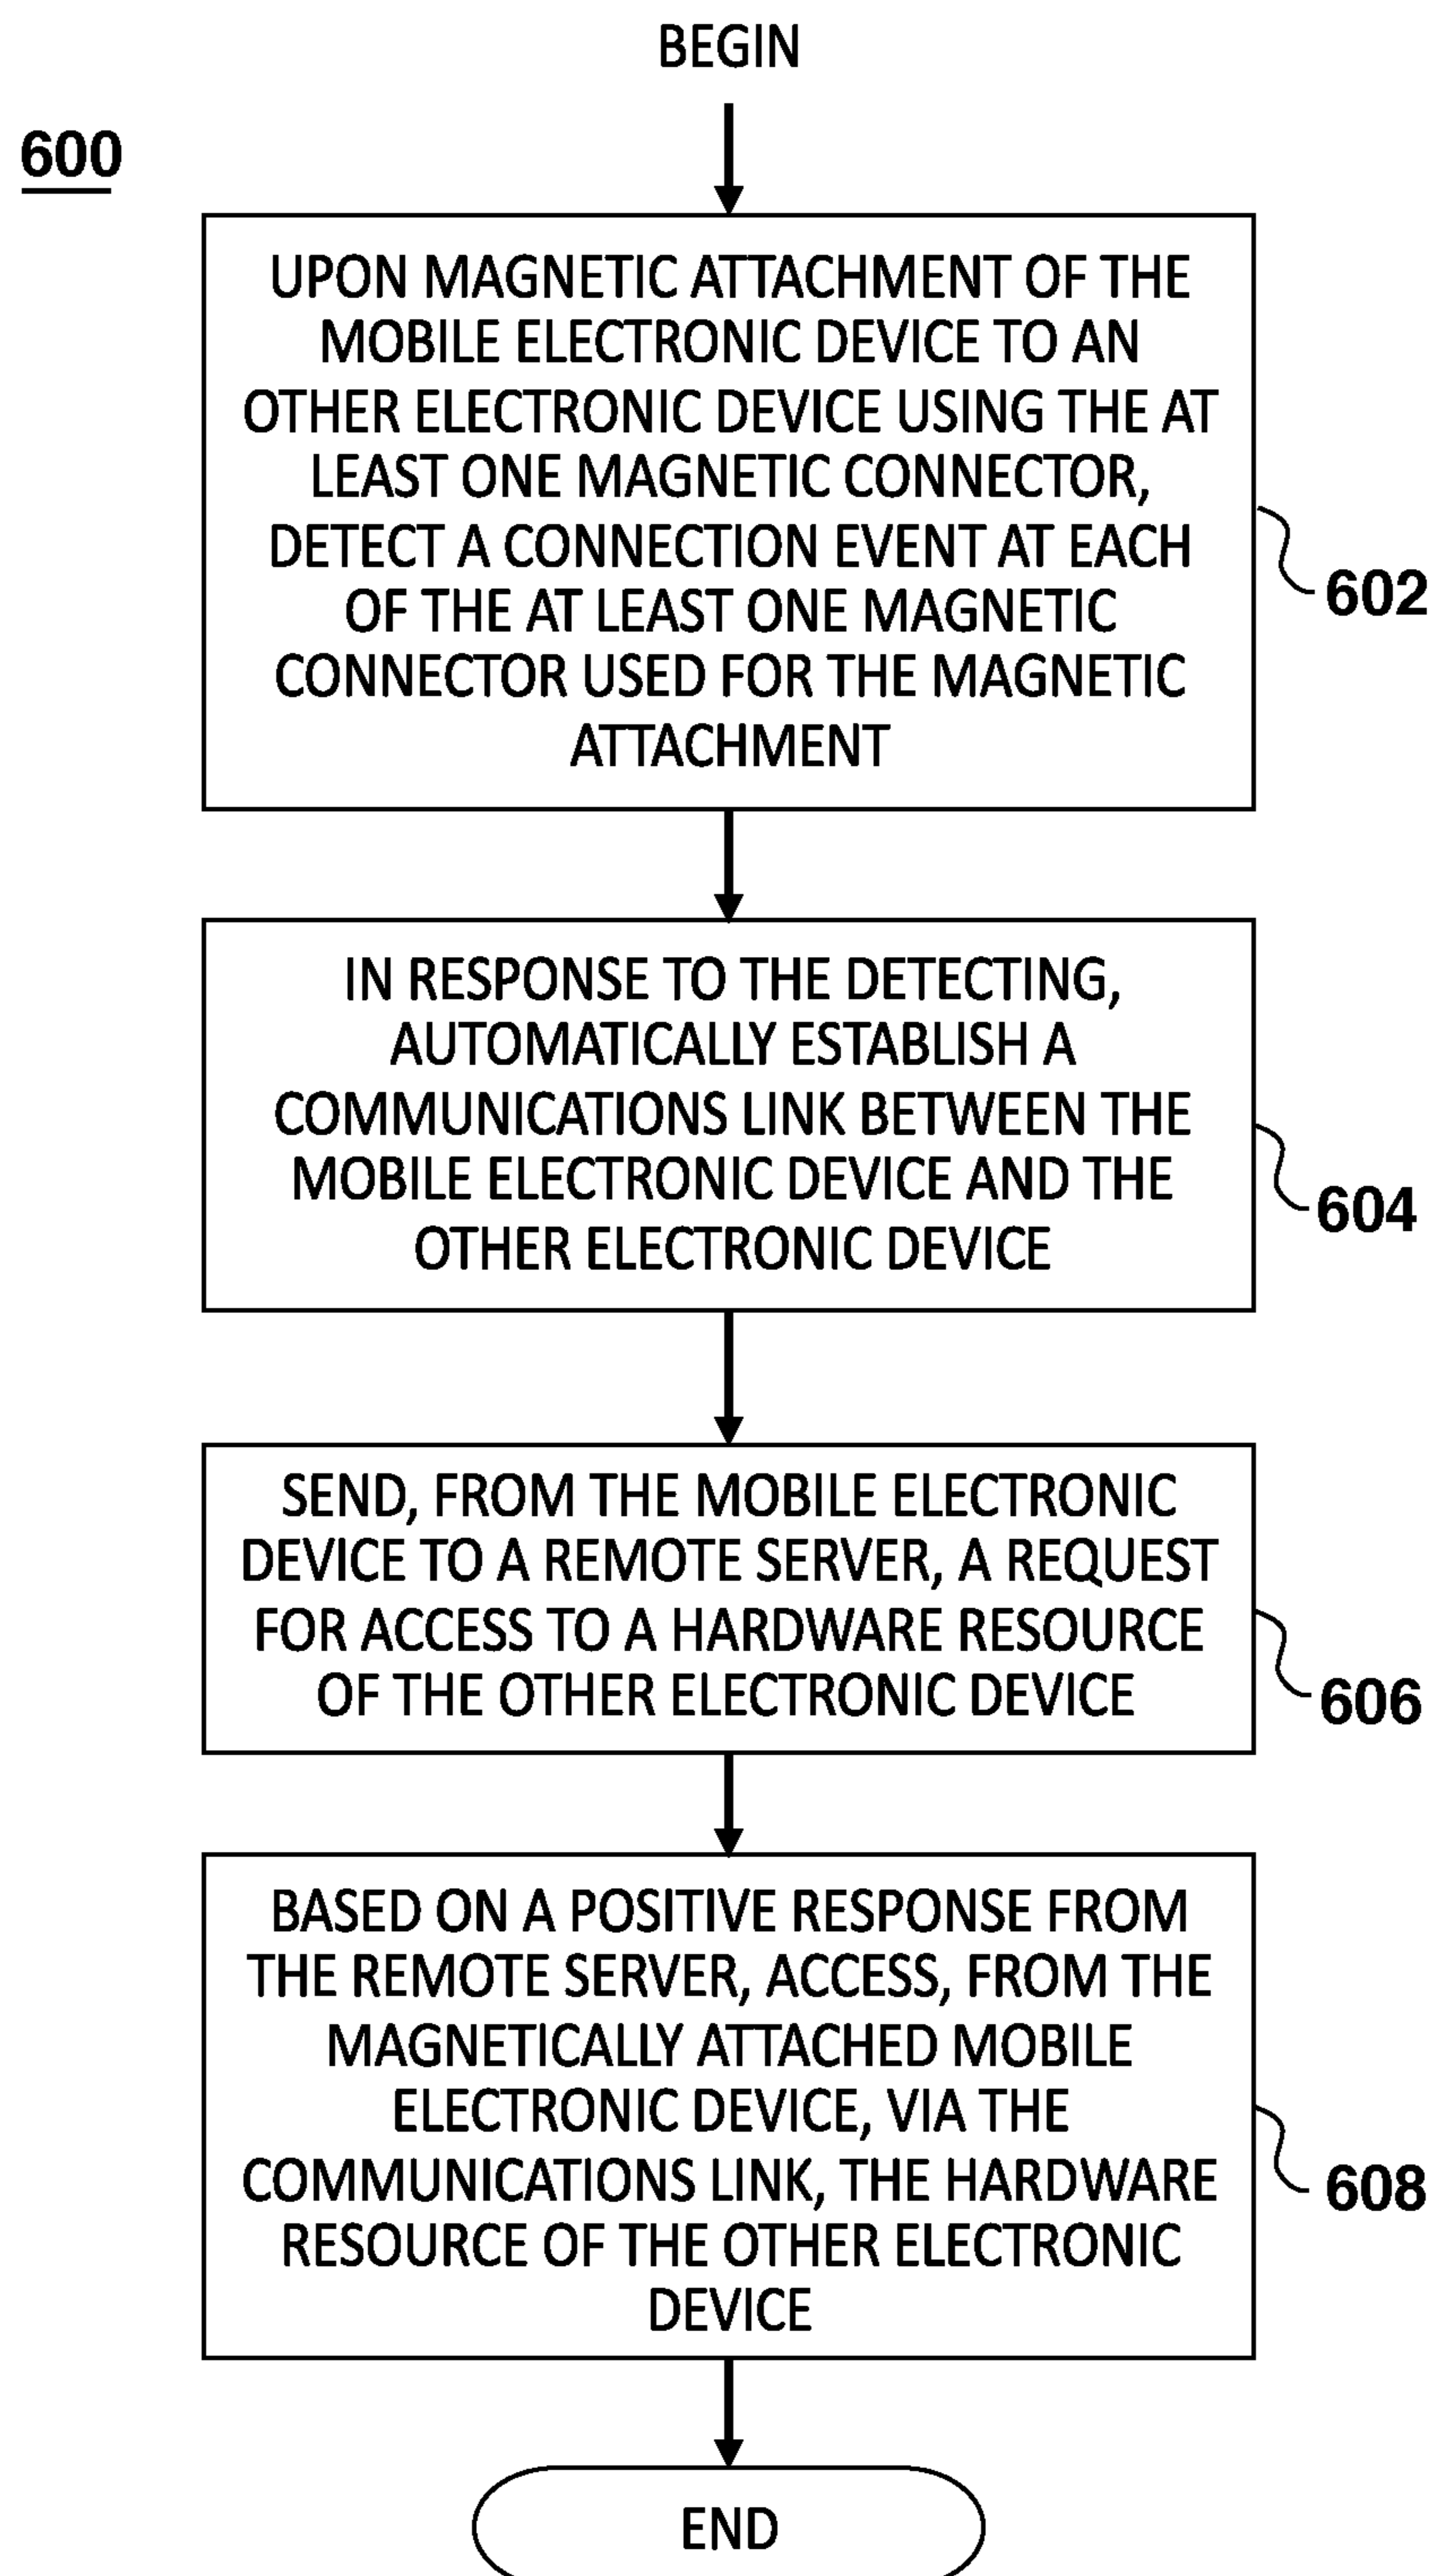 BEGIN
600
UPON MAGNETIC ATTACHMENT OF THE
MOBILE ELECTRONIC DEVICE TO AN
OTHER ELECTRONIC DEVICE USING THE AT
LEAST ONE MAGNETIC CONNECTOR,
DETECT A CONNECTION EVENT AT EACH
OF THE AT LEAST ONE MAGNETIC
CONNECTOR USED FOR THE MAGNETIC
ATTACHMENT
602
IN RESPONSE TO THE DETECTING,
AUTOMATICALLY ESTABLISH A
COMMUNICATIONS LINK BETWEEN THE
MOBILE ELECTRONIC DEVICE AND THE
OTHER ELECTRONIC DEVICE
604
SEND, FROM THE MOBILE ELECTRONIC
DEVICE TO A REMOTE SERVER, A REQUEST
FOR ACCESS TO A HARDWARE RESOURCE
OF THE OTHER ELECTRONIC DEVICE
606
BASED ON A POSITIVE RESPONSE FROM
THE REMOTE SERVER, ACCESS, FROM THE
MAGNETICALLY ATTACHED MOBILE
ELECTRONIC DEVICE, VIA THE
COMMUNICATIONS LINK, THE HARDWARE
RESOURCE OF THE OTHER ELECTRONIC
DEVICE
608
END